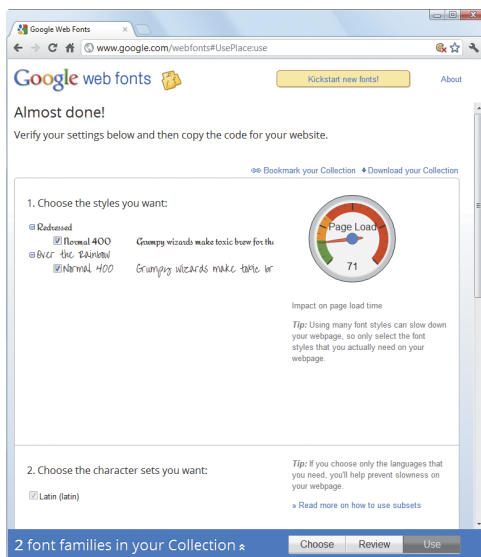 Google Web Fonts
www.google.com/webfonts#UsePlace:use
Google web fonts
Kickstart new fonts!
About
Almost done!
Verify your settings below and then copy the code for your website.
Bookmark your Collection
Download your Collection
1. Choose the styles you want:
Redressed
Normal 400
Grumpy wizards make toxic brew for the
Over the Rainbow
Normal 400
Grumpy wizards make toxic br
Page Load
71
Impact on page load time
Tip: Using many font styles can slow down
your webpage, so only select the font
styles that you actually need on your
webpage.
2. Choose the character sets you want:
Latin (latin)
Tip: If you choose only the languages that
you need, you'll help prevent slowness on
your webpage.
» Read more on how to use subsets
2 font families in your Collection
Choose
Review
Use